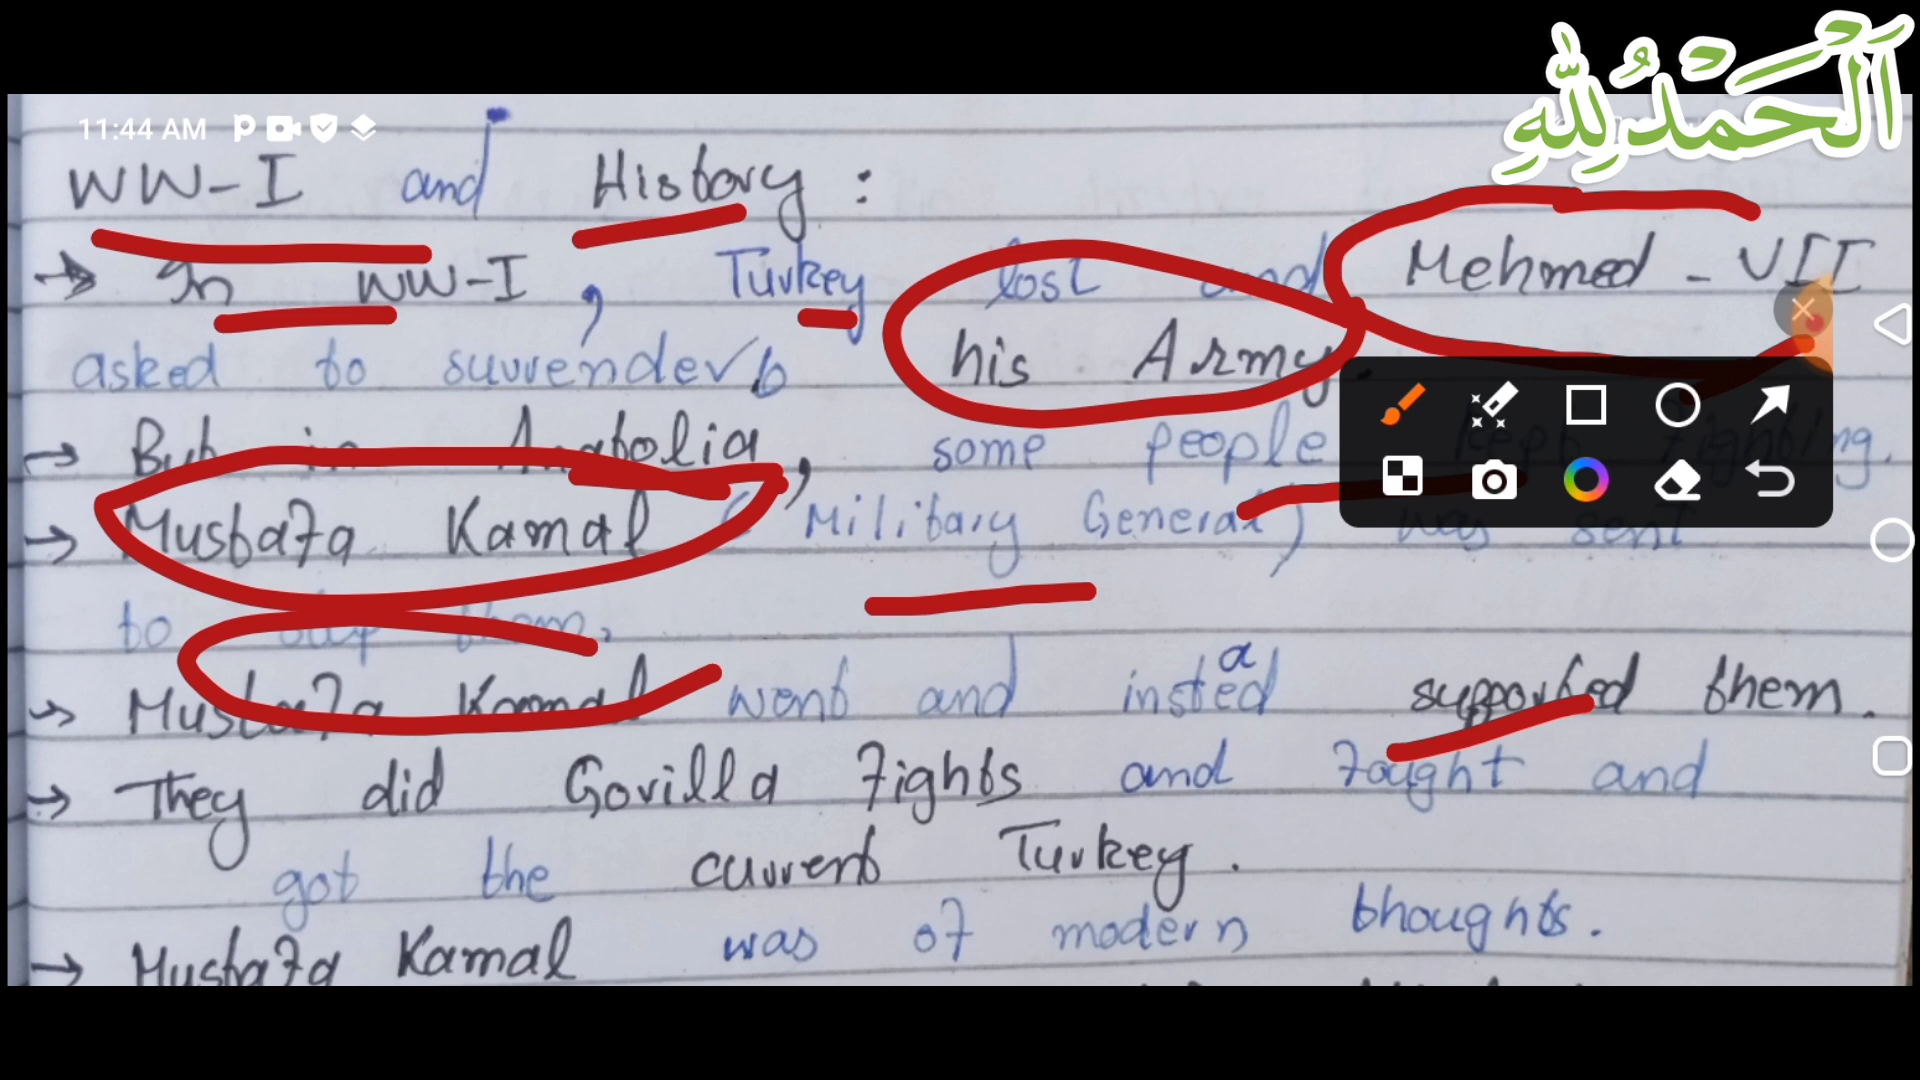 اَلْحَمْدُلِلّٰهِ
11:44 AM
WW-I and History :
→ In WW-I, Turkey lost and Mehmed - VII
asked to surrender his Army.
→ But in Anatolia, some people kept fighting.
→ Mustafa Kamal (Military General) was sent
to stop them.
→ Mustafa Kamal went and instead supported them.
→ They did Gorilla fights and fought and
got the current Turkey.
→ Mustafa Kamal was of modern thoughts.